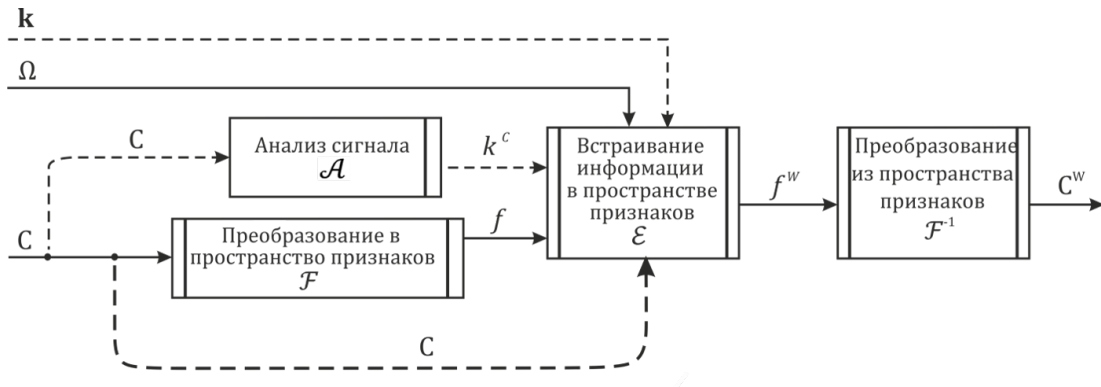 k
Ω
C
Анализ сигнала
𝒜
k^C
C
Преобразование в
пространство признаков
ℱ
f
Встраивание
информации
в пространстве
признаков
ℰ
f^W
Преобразование
из пространства
признаков
ℱ^-1
C^W
C